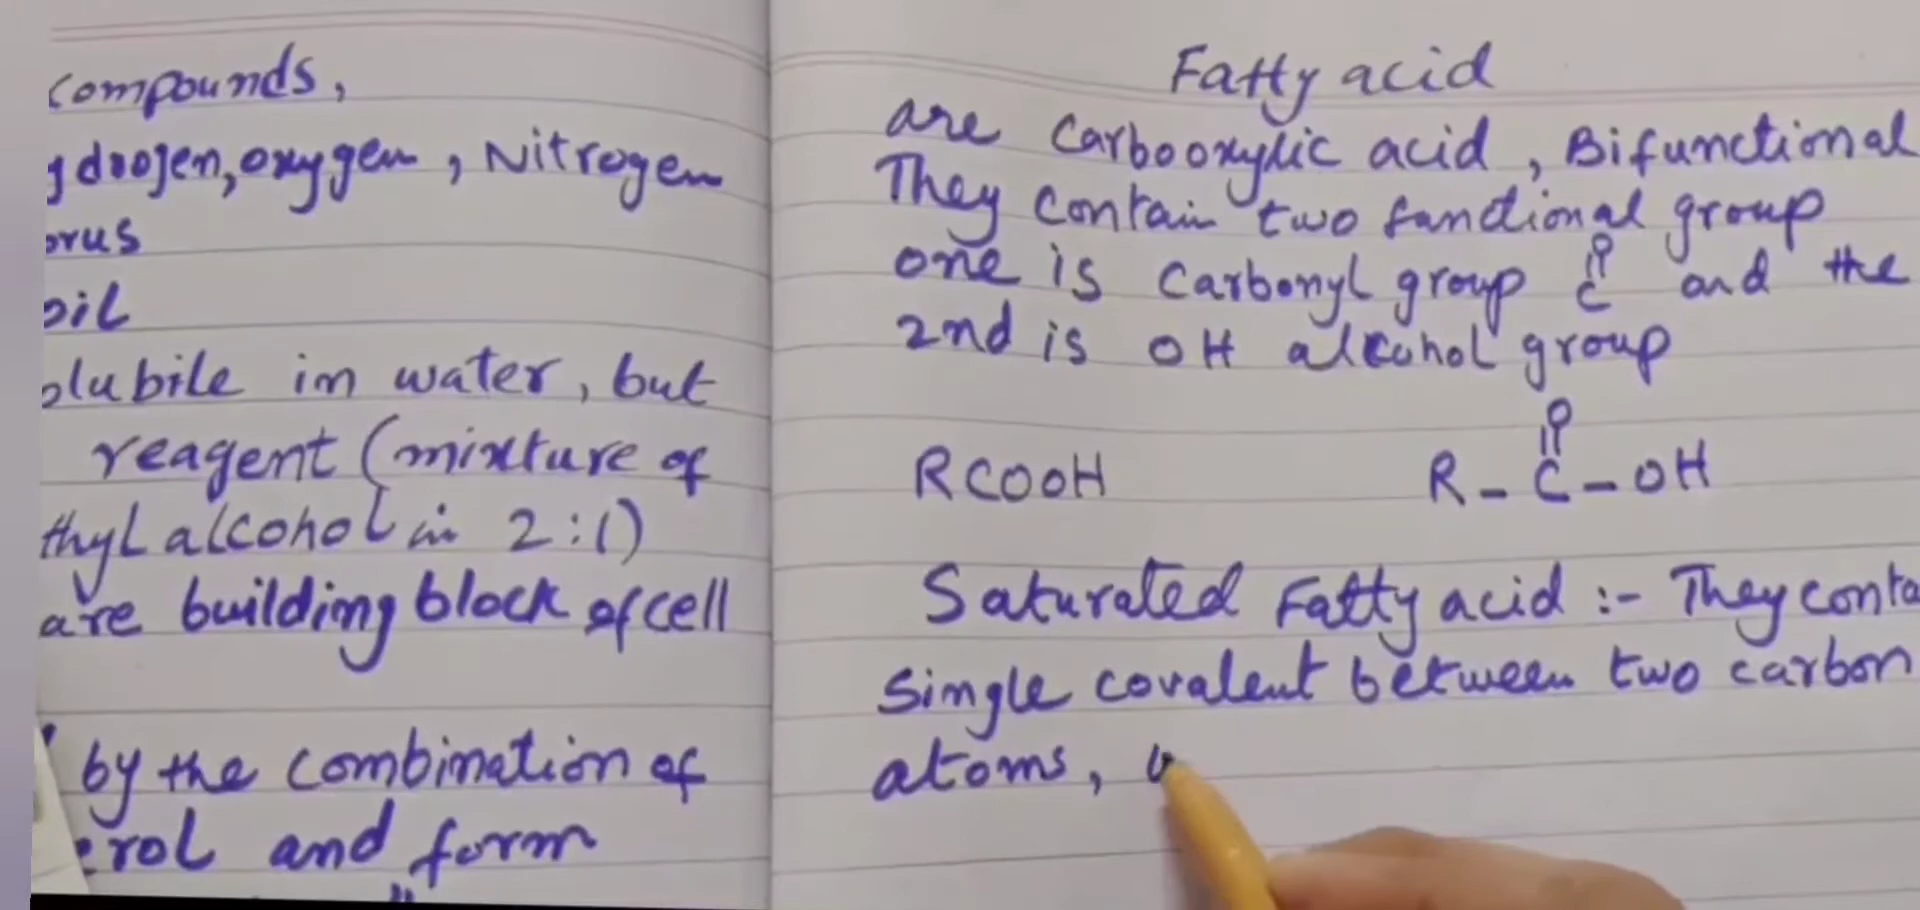 compounds,
ydrojen, oxygen, Nitrogen
orus
oil
olubile in water, but
reagent (mixture of
thyl alcohol in 2:1)
are building block of cell
by the combination of
erol and form
Fatty acid
are Carbooxylic acid, Bifunctional
They contain two functional group
one is Carbonyl group O
C and the
2nd is OH alcohol group
RCOOH
O
R - C - OH
Saturated Fatty acid :- They conta
single covalent between two carbon
atoms,